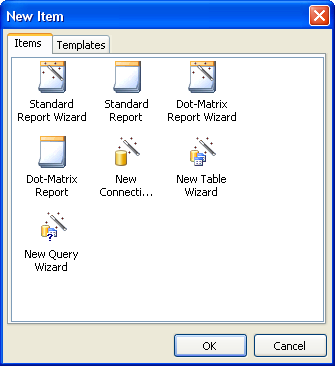 New Item
Items
Templates
Standard
Report Wizard
Standard
Report
Dot-Matrix
Report Wizard
Dot-Matrix
Report
New
Connecti...
New Table
Wizard
New Query
Wizard
OK
Cancel